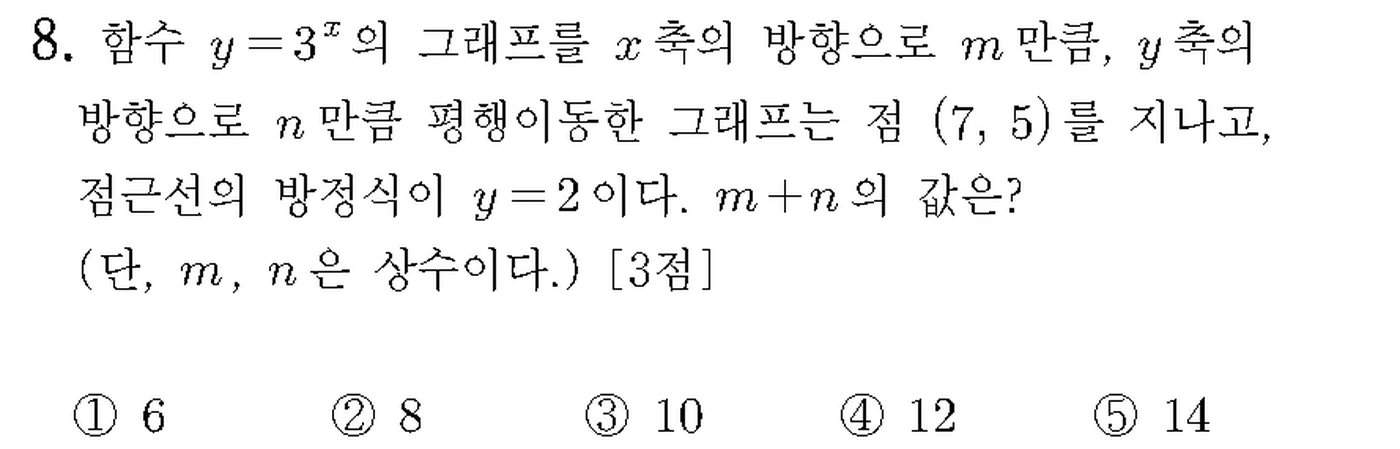 8. 함수 y=3^x의 그래프를 x축의 방향으로 m만큼, y축의
방향으로 n만큼 평행이동한 그래프는 점 (7, 5)를 지나고,
점근선의 방정식이 y=2이다. m+n의 값은?
(단, m, n은 상수이다.) [3점]
① 6 ② 8 ③ 10 ④ 12 ⑤ 14